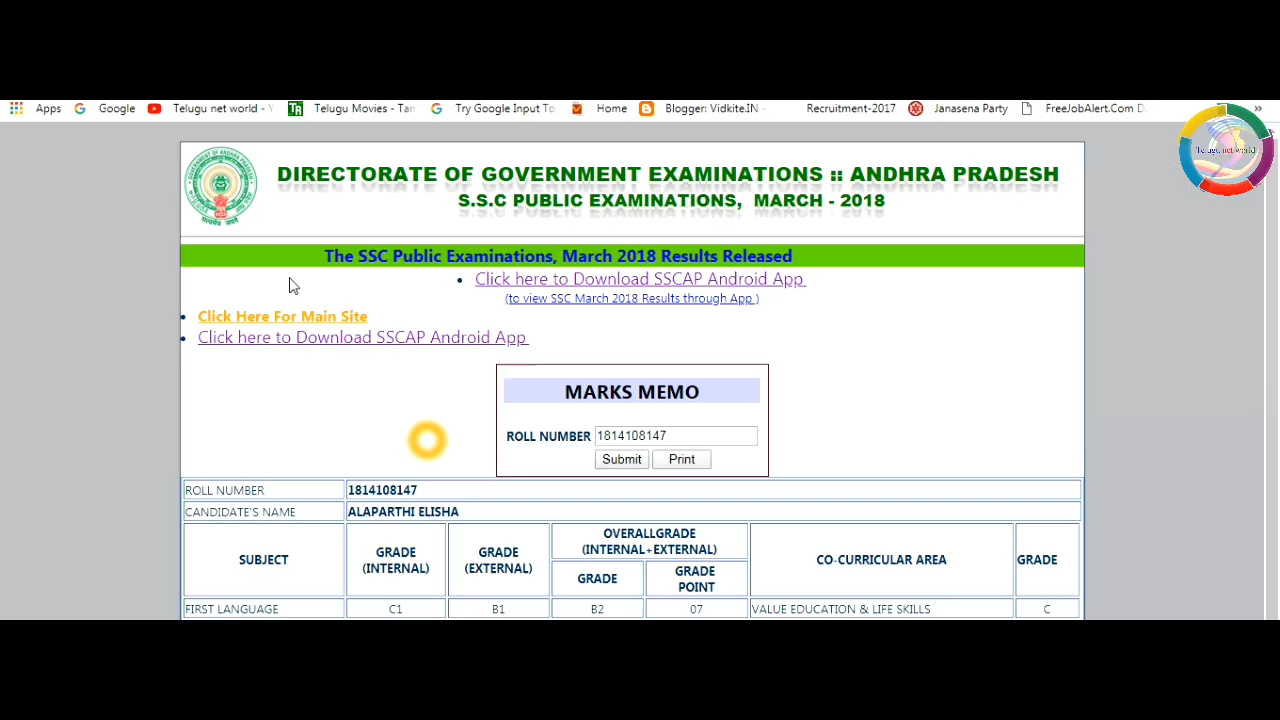 Apps Google Telugu net world - Y Telugu Movies - Tam Try Google Input To Home Blogger: Vidkite.IN - Recruitment-2017 Janasena Party FreeJobAlert.Com D »
Telugu net world
DIRECTORATE OF GOVERNMENT EXAMINATIONS :: ANDHRA PRADESH
S.S.C PUBLIC EXAMINATIONS, MARCH - 2018
The SSC Public Examinations, March 2018 Results Released
• Click here to Download SSCAP Android App
(to view SSC March 2018 Results through App )
• Click Here For Main Site
• Click here to Download SSCAP Android App
MARKS MEMO
ROLL NUMBER 1814108147
Submit Print
ROLL NUMBER 1814108147
CANDIDATE'S NAME ALAPARTHI ELISHA
SUBJECT GRADE (INTERNAL) GRADE (EXTERNAL) OVERALLGRADE (INTERNAL+EXTERNAL) CO-CURRICULAR AREA GRADE
GRADE GRADE POINT
FIRST LANGUAGE C1 B1 B2 07 VALUE EDUCATION & LIFE SKILLS C